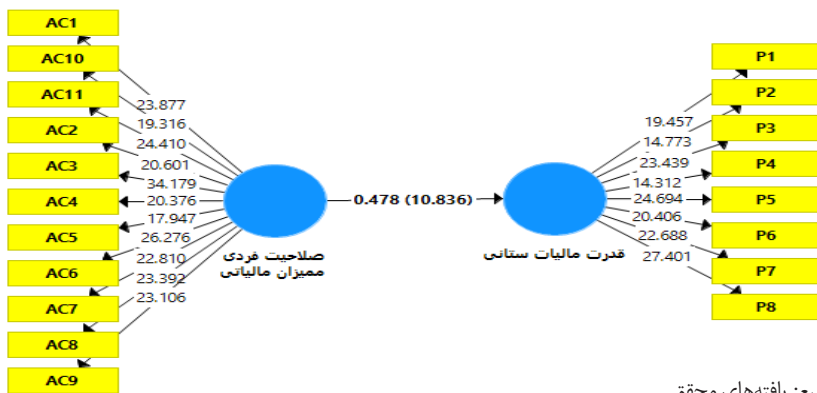 AC1
AC10
AC11
AC2
AC3
AC4
AC5
AC6
AC7
AC8
AC9
23.877
19.316
24.410
20.601
34.179
20.376
17.947
26.276
22.810
23.392
23.106
صلاحیت فردی
ممیزان مالیاتی
0.478 (10.836)
قدرت مالیات ستانی
19.457
14.773
23.439
14.312
24.694
20.406
22.688
27.401
P1
P2
P3
P4
P5
P6
P7
P8
یافته‌های محقق